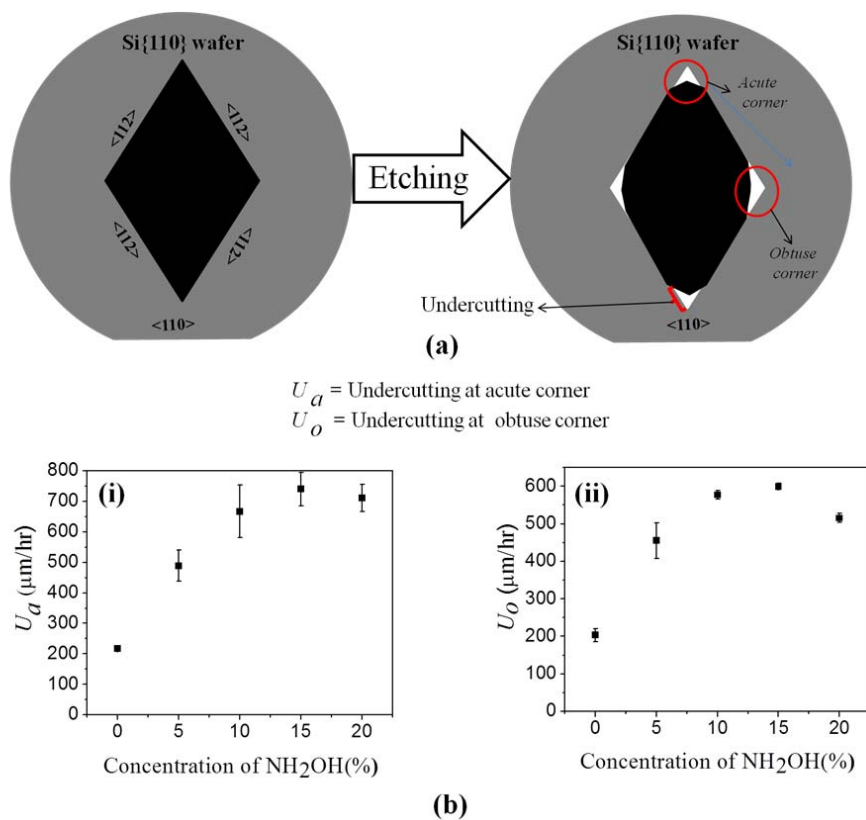 Si{110} wafer
<112>
<112>
<112>
<112>
<110>
Etching
Si{110} wafer
Acute
corner
Obtuse
corner
Undercutting
<110>
(a)
U a = Undercutting at acute corner
U o = Undercutting at obtuse corner
(i)
800
700
600
500
400
300
200
100
0
Ua (μm/hr)
0 5 10 15 20
Concentration of NH2OH(%)
(ii)
600
500
400
300
200
100
0
Uo (μm/hr)
0 5 10 15 20
Concentration of NH2OH(%)
(b)